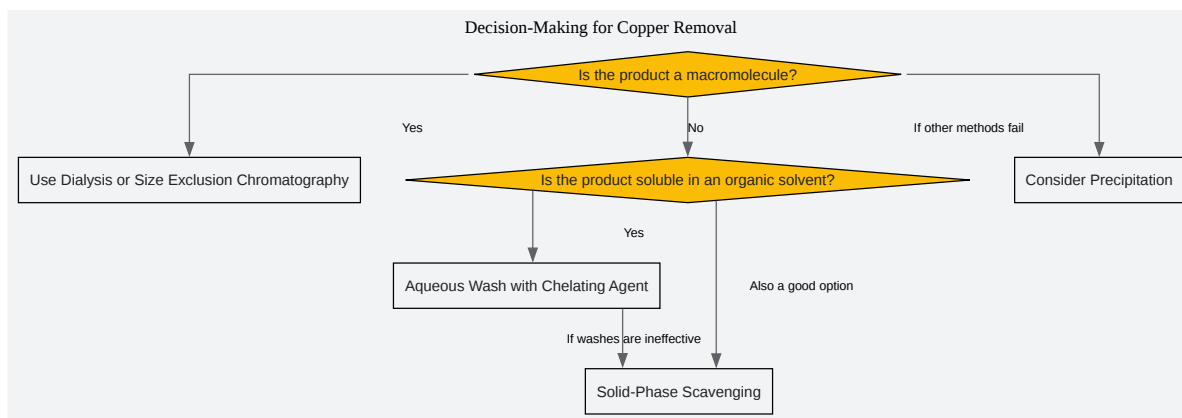 Decision-Making for Copper Removal
Is the product a macromolecule?
Yes
No
If other methods fail
Use Dialysis or Size Exclusion Chromatography
Is the product soluble in an organic solvent?
Consider Precipitation
Yes
Aqueous Wash with Chelating Agent
Also a good option
If washes are ineffective
Solid-Phase Scavenging